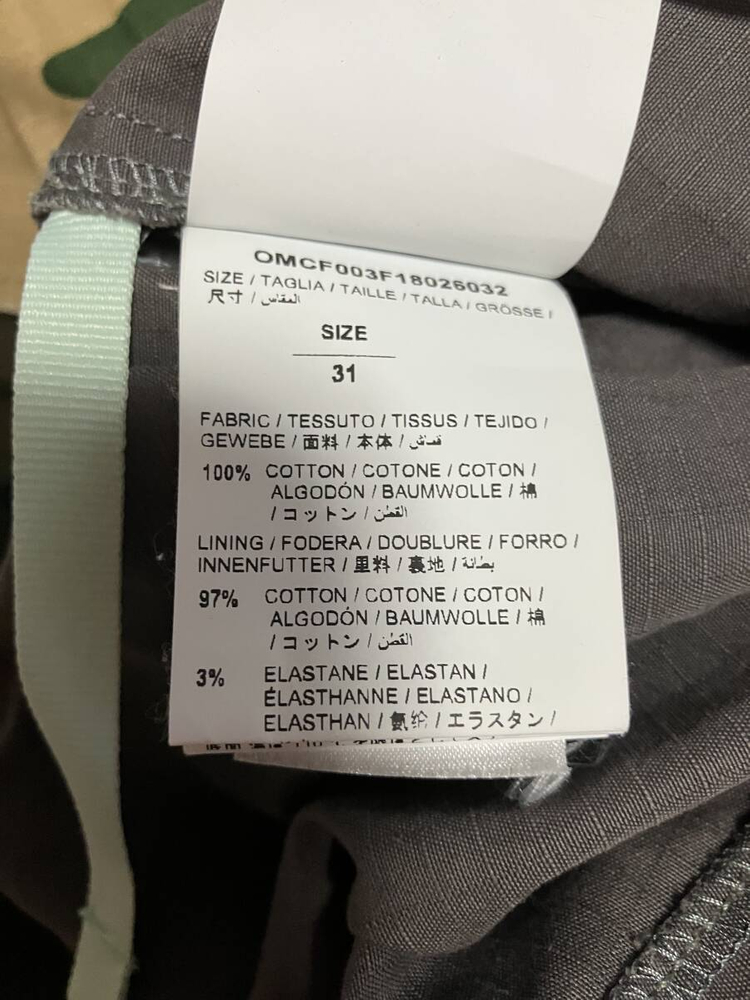 OMCF003F18026032
SIZE / TAGLIA / TAILLE / TALLA / GRÖSSE /
尺寸 / المقاس
SIZE
31
FABRIC / TESSUTO / TISSUS / TEJIDO /
GEWEBE / 面料 / 本体 / قماش
100% COTTON / COTONE / COTON /
ALGODÓN / BAUMWOLLE / 棉
/ コットン / القطن
LINING / FODERA / DOUBLURE / FORRO /
INNENFUTTER / 里料 / 裏地 / بطانة
97% COTTON / COTONE / COTON /
ALGODÓN / BAUMWOLLE / 棉
/ コットン / القطن
3% ELASTANE / ELASTAN /
ÉLASTHANNE / ELASTANO /
ELASTHAN / 氨纶 / エラスタン /